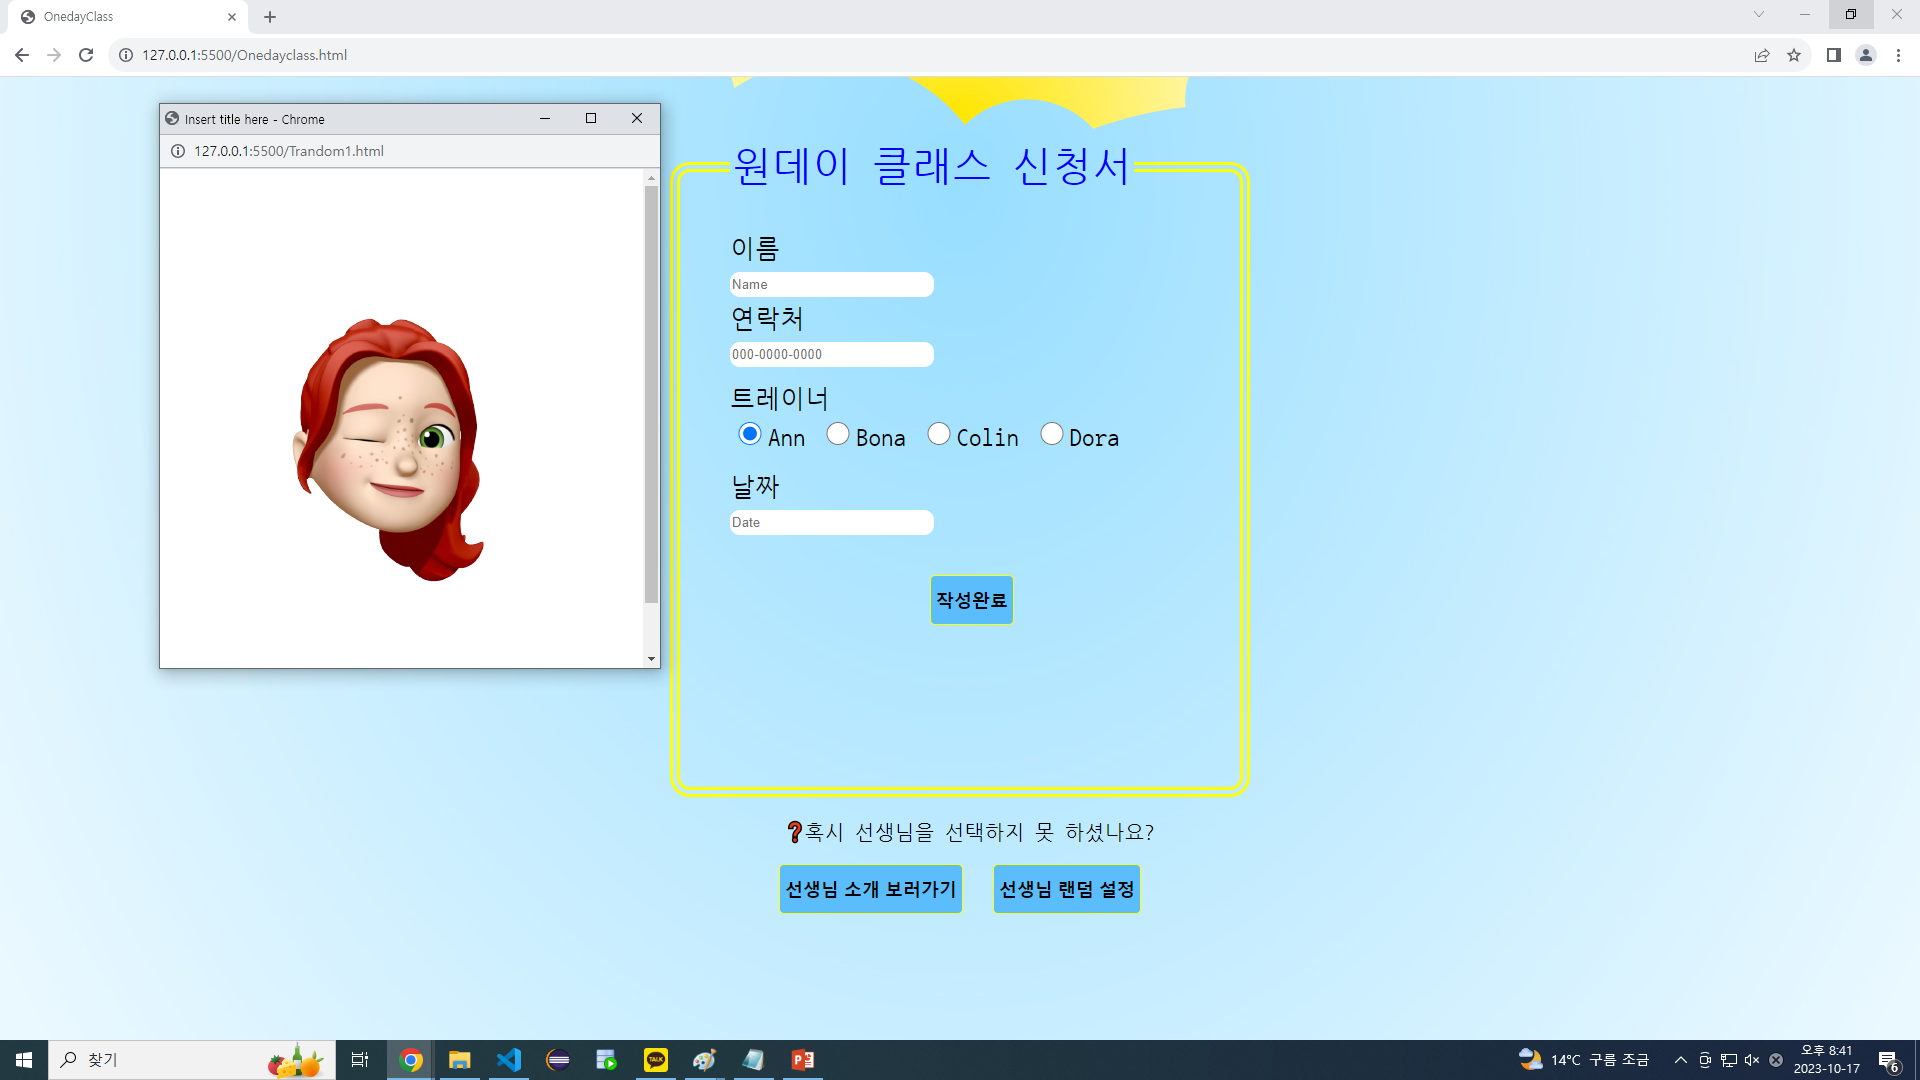 OnedayClass
127.0.0.1:5500/Onedayclass.html
Insert title here - Chrome
127.0.0.1:5500/Trandom1.html
원데이 클래스 신청서
이름
Name
연락처
000-0000-0000
트레이너
Ann Bona Colin Dora
날짜
Date
작성완료
❓혹시 선생님을 선택하지 못 하셨나요?
선생님 소개 보러가기 선생님 랜덤 설정
찾기
TALK
14°C 구름 조금
오후 8:41
2023-10-17
6